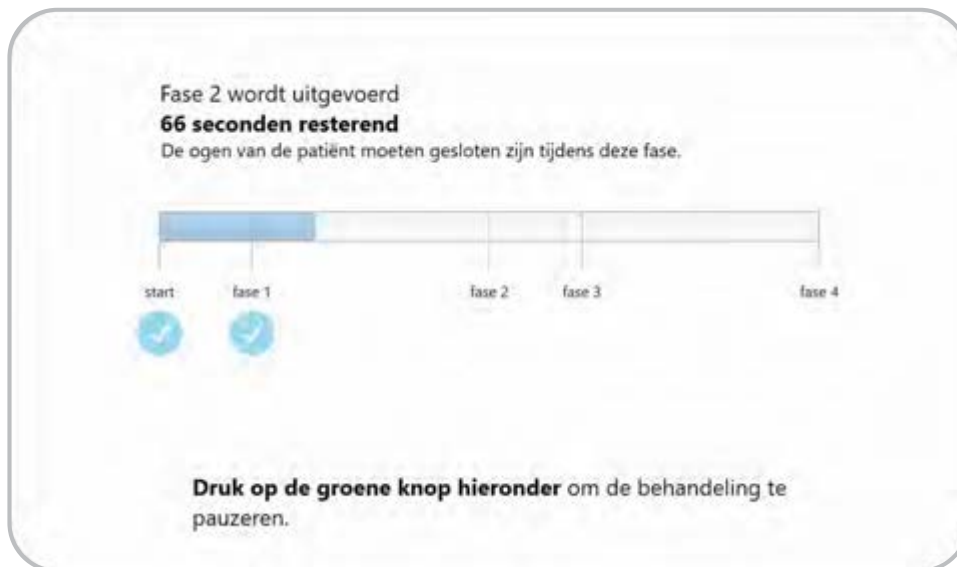 Fase 2 wordt uitgevoerd
66 seconden resterend
De ogen van de patiënt moeten gesloten zijn tijdens deze fase.
start fase 1 fase 2 fase 3 fase 4
Druk op de groene knop hieronder om de behandeling te
pauzeren.